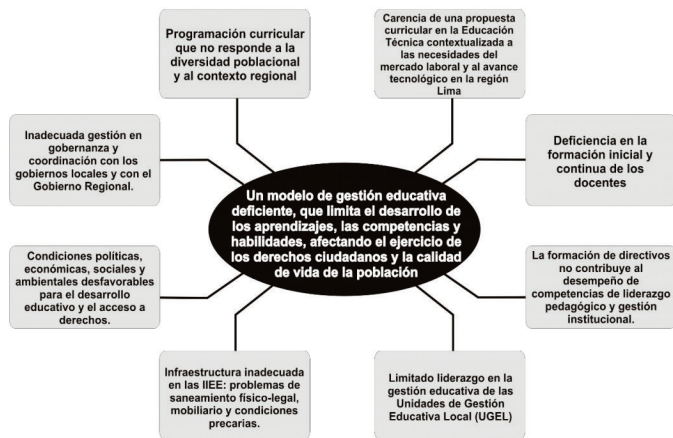 Programación curricular
que no responde a la
diversidad poblacional
y al contexto regional
Carencia de una propuesta
curricular en la Educación
Técnica contextualizada a
las necesidades del
mercado laboral y al avance
tecnológico en la región
Lima
Inadecuada gestión en
gobernanza y
coordinación con los
gobiernos locales y con el
Gobierno Regional.
Deficiencia en la
formación inicial y
continua de los
docentes
Un modelo de gestión educativa
deficiente, que limita el desarrollo de
los aprendizajes, las competencias y
habilidades, afectando el ejercicio de
los derechos ciudadanos y la calidad
de vida de la población
Condiciones políticas,
económicas, sociales y
ambientales desfavorables
para el desarrollo
educativo y el acceso a
derechos.
La formación de directivos
no contribuye al
desempeño de
competencias de liderazgo
pedagógico y gestión
institucional.
Infraestructura inadecuada
en las IIEE: problemas de
saneamiento físico-legal,
mobiliario y condiciones
precarias.
Limitado liderazgo en la
gestión educativa de las
Unidades de Gestión
Educativa Local (UGEL)